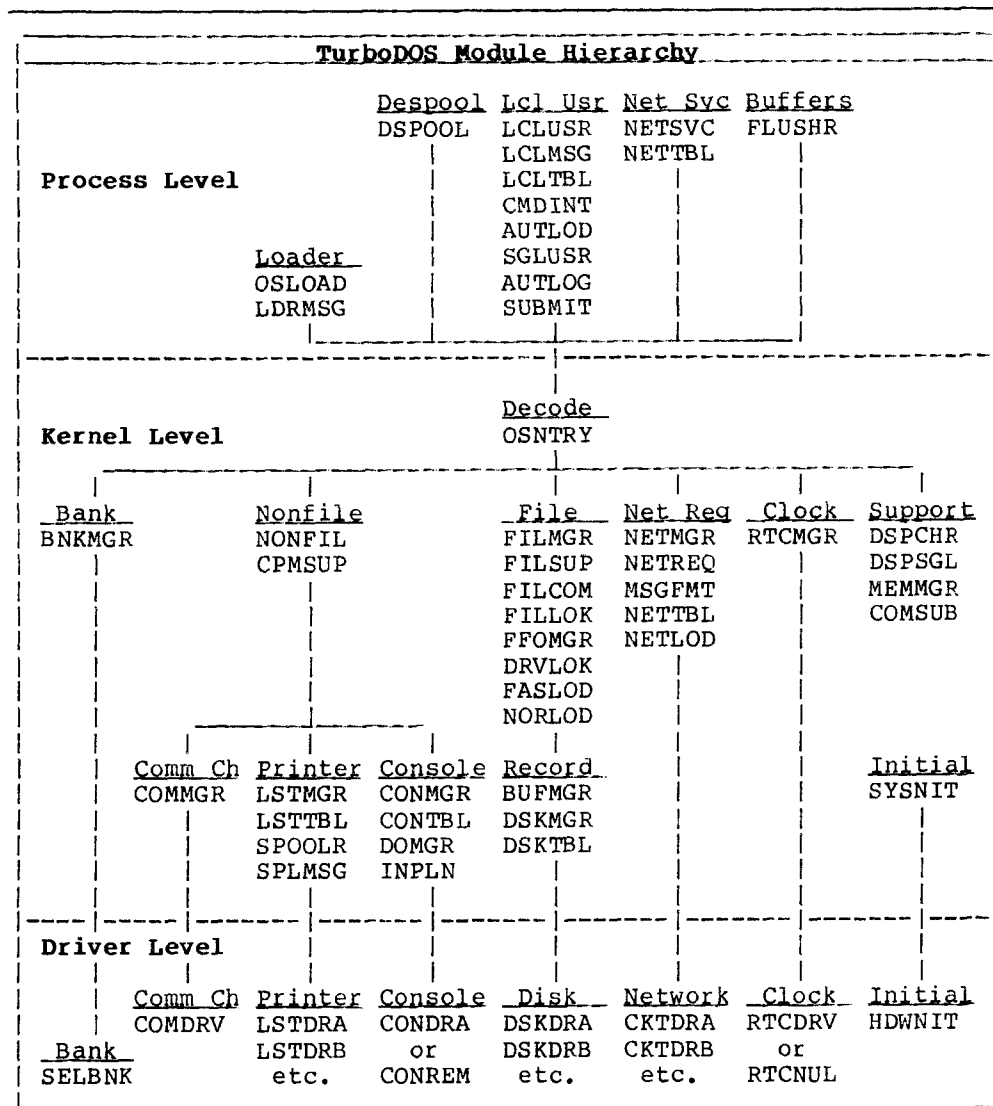 TurboDOS Module Hierarchy
Despool Lcl Usr Net Svc Buffers
DSPOOL LCLUSR NETSVC FLUSHR
LCLMSG NETTBL
Process Level LCLTBL
CMDINT
AUTLOD
Loader SGLUSR
OSLOAD AUTLOG
LDRMSG SUBMIT
Decode
Kernel Level OSNTRY
Bank Nonfile File Net Req Clock Support
BNKMGR NONFIL FILMGR NETMGR RTCMGR DSPCHR
CPMSUP FILSUP NETREQ DSPSGL
FILCOM MSGFMT MEMMGR
FILLOK NETTBL COMSUB
FFOMGR NETLOD
DRVLOK
FASLOD
NORLOD
Comm Ch Printer Console Record Initial
COMMGR LSTMGR CONMGR BUFMGR SYSNIT
LSTTBL CONTBL DSKMGR
SPOOLR DOMGR DSKTBL
SPLMSG INPLN
Driver Level
Comm Ch Printer Console Disk Network Clock Initial
COMDRV LSTDRA CONDRA DSKDRA CKTDRA RTCDRV HDWNIT
Bank LSTDRB or DSKDRB CKTDRB or
SELBNK etc. CONREM etc. etc. RTCNUL